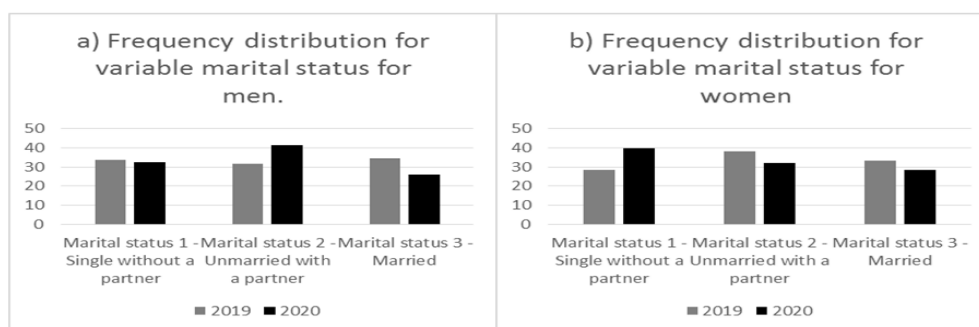 a) Frequency distribution for
variable marital status for
men.
50
40
30
20
10
0
Marital status 1 - Marital status 2 - Marital status 3 -
Single without a Unmarried with Married
partner a partner
2019 2020
b) Frequency distribution for
variable marital status for
women
50
40
30
20
10
0
Marital status 1 - Marital status 2 - Marital status 3 -
Single without a Unmarried with a Married
partner partner
2019 2020